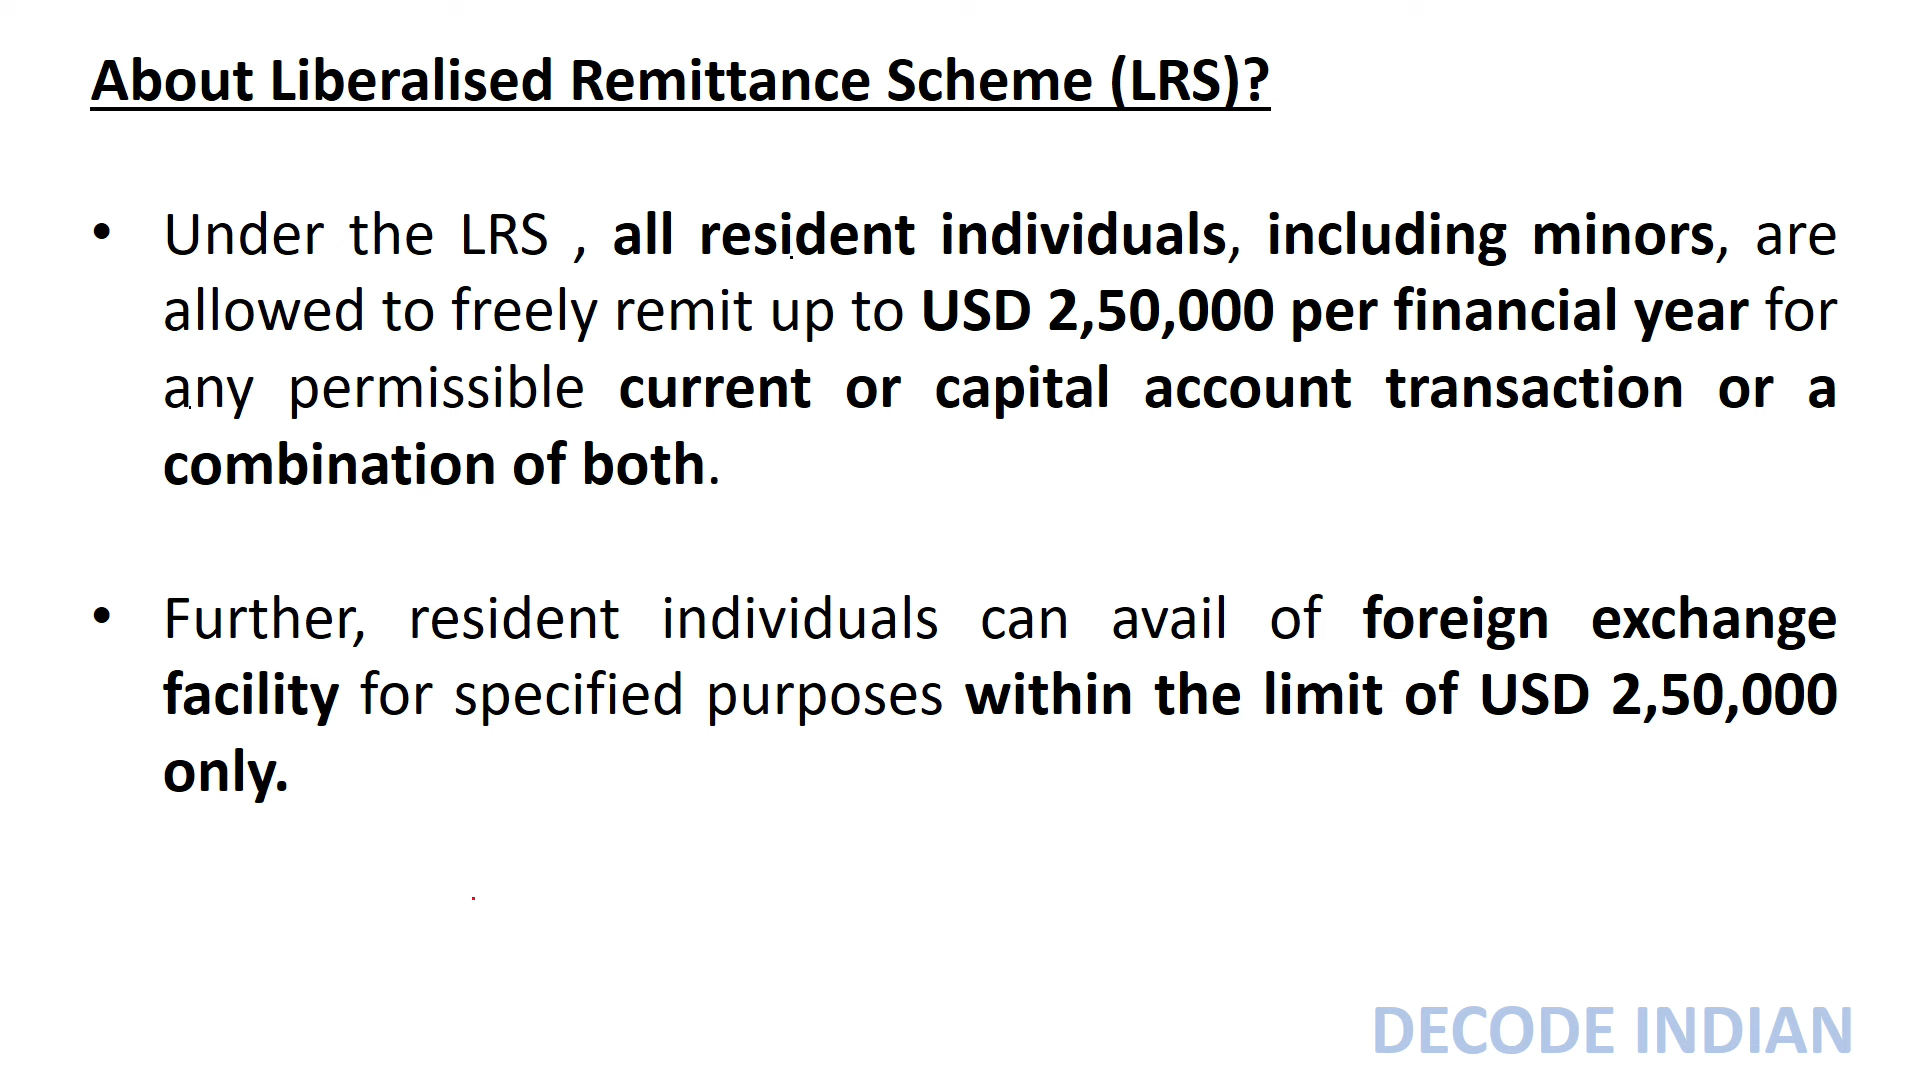 About Liberalised Remittance Scheme (LRS)?
• Under the LRS , all resident individuals, including minors, are
allowed to freely remit up to USD 2,50,000 per financial year for
any permissible current or capital account transaction or a
combination of both.
• Further, resident individuals can avail of foreign exchange
facility for specified purposes within the limit of USD 2,50,000
only.
DECODE INDIAN